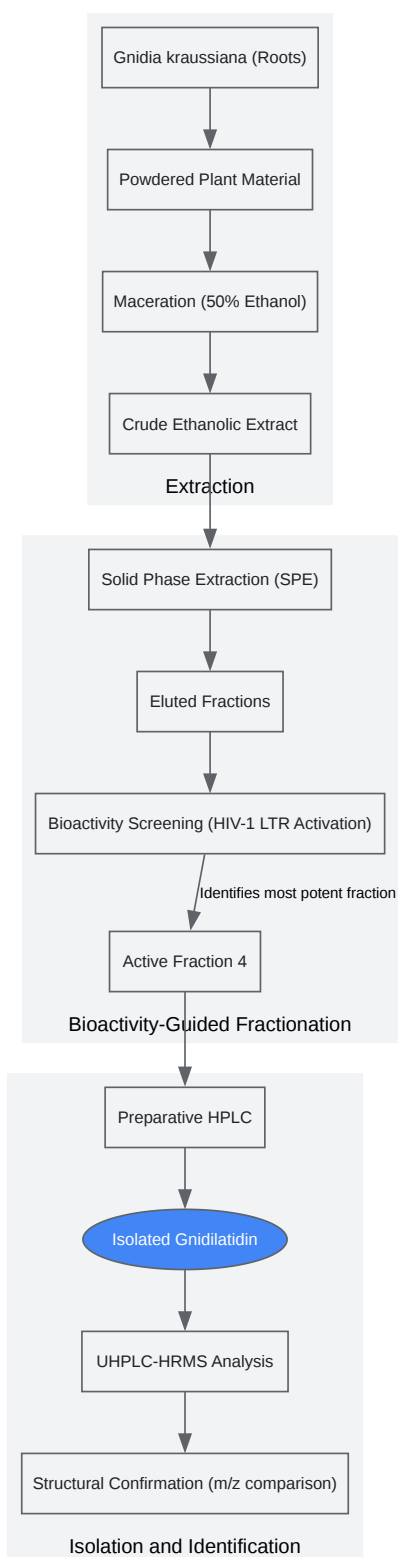 Gnidia kraussiana (Roots)
Powdered Plant Material
Maceration (50% Ethanol)
Crude Ethanolic Extract
Extraction
Solid Phase Extraction (SPE)
Eluted Fractions
Bioactivity Screening (HIV-1 LTR Activation)
Identifies most potent fraction
Active Fraction 4
Bioactivity-Guided Fractionation
Preparative HPLC
Isolated Gnidilatidin
UHPLC-HRMS Analysis
Structural Confirmation (m/z comparison)
Isolation and Identification